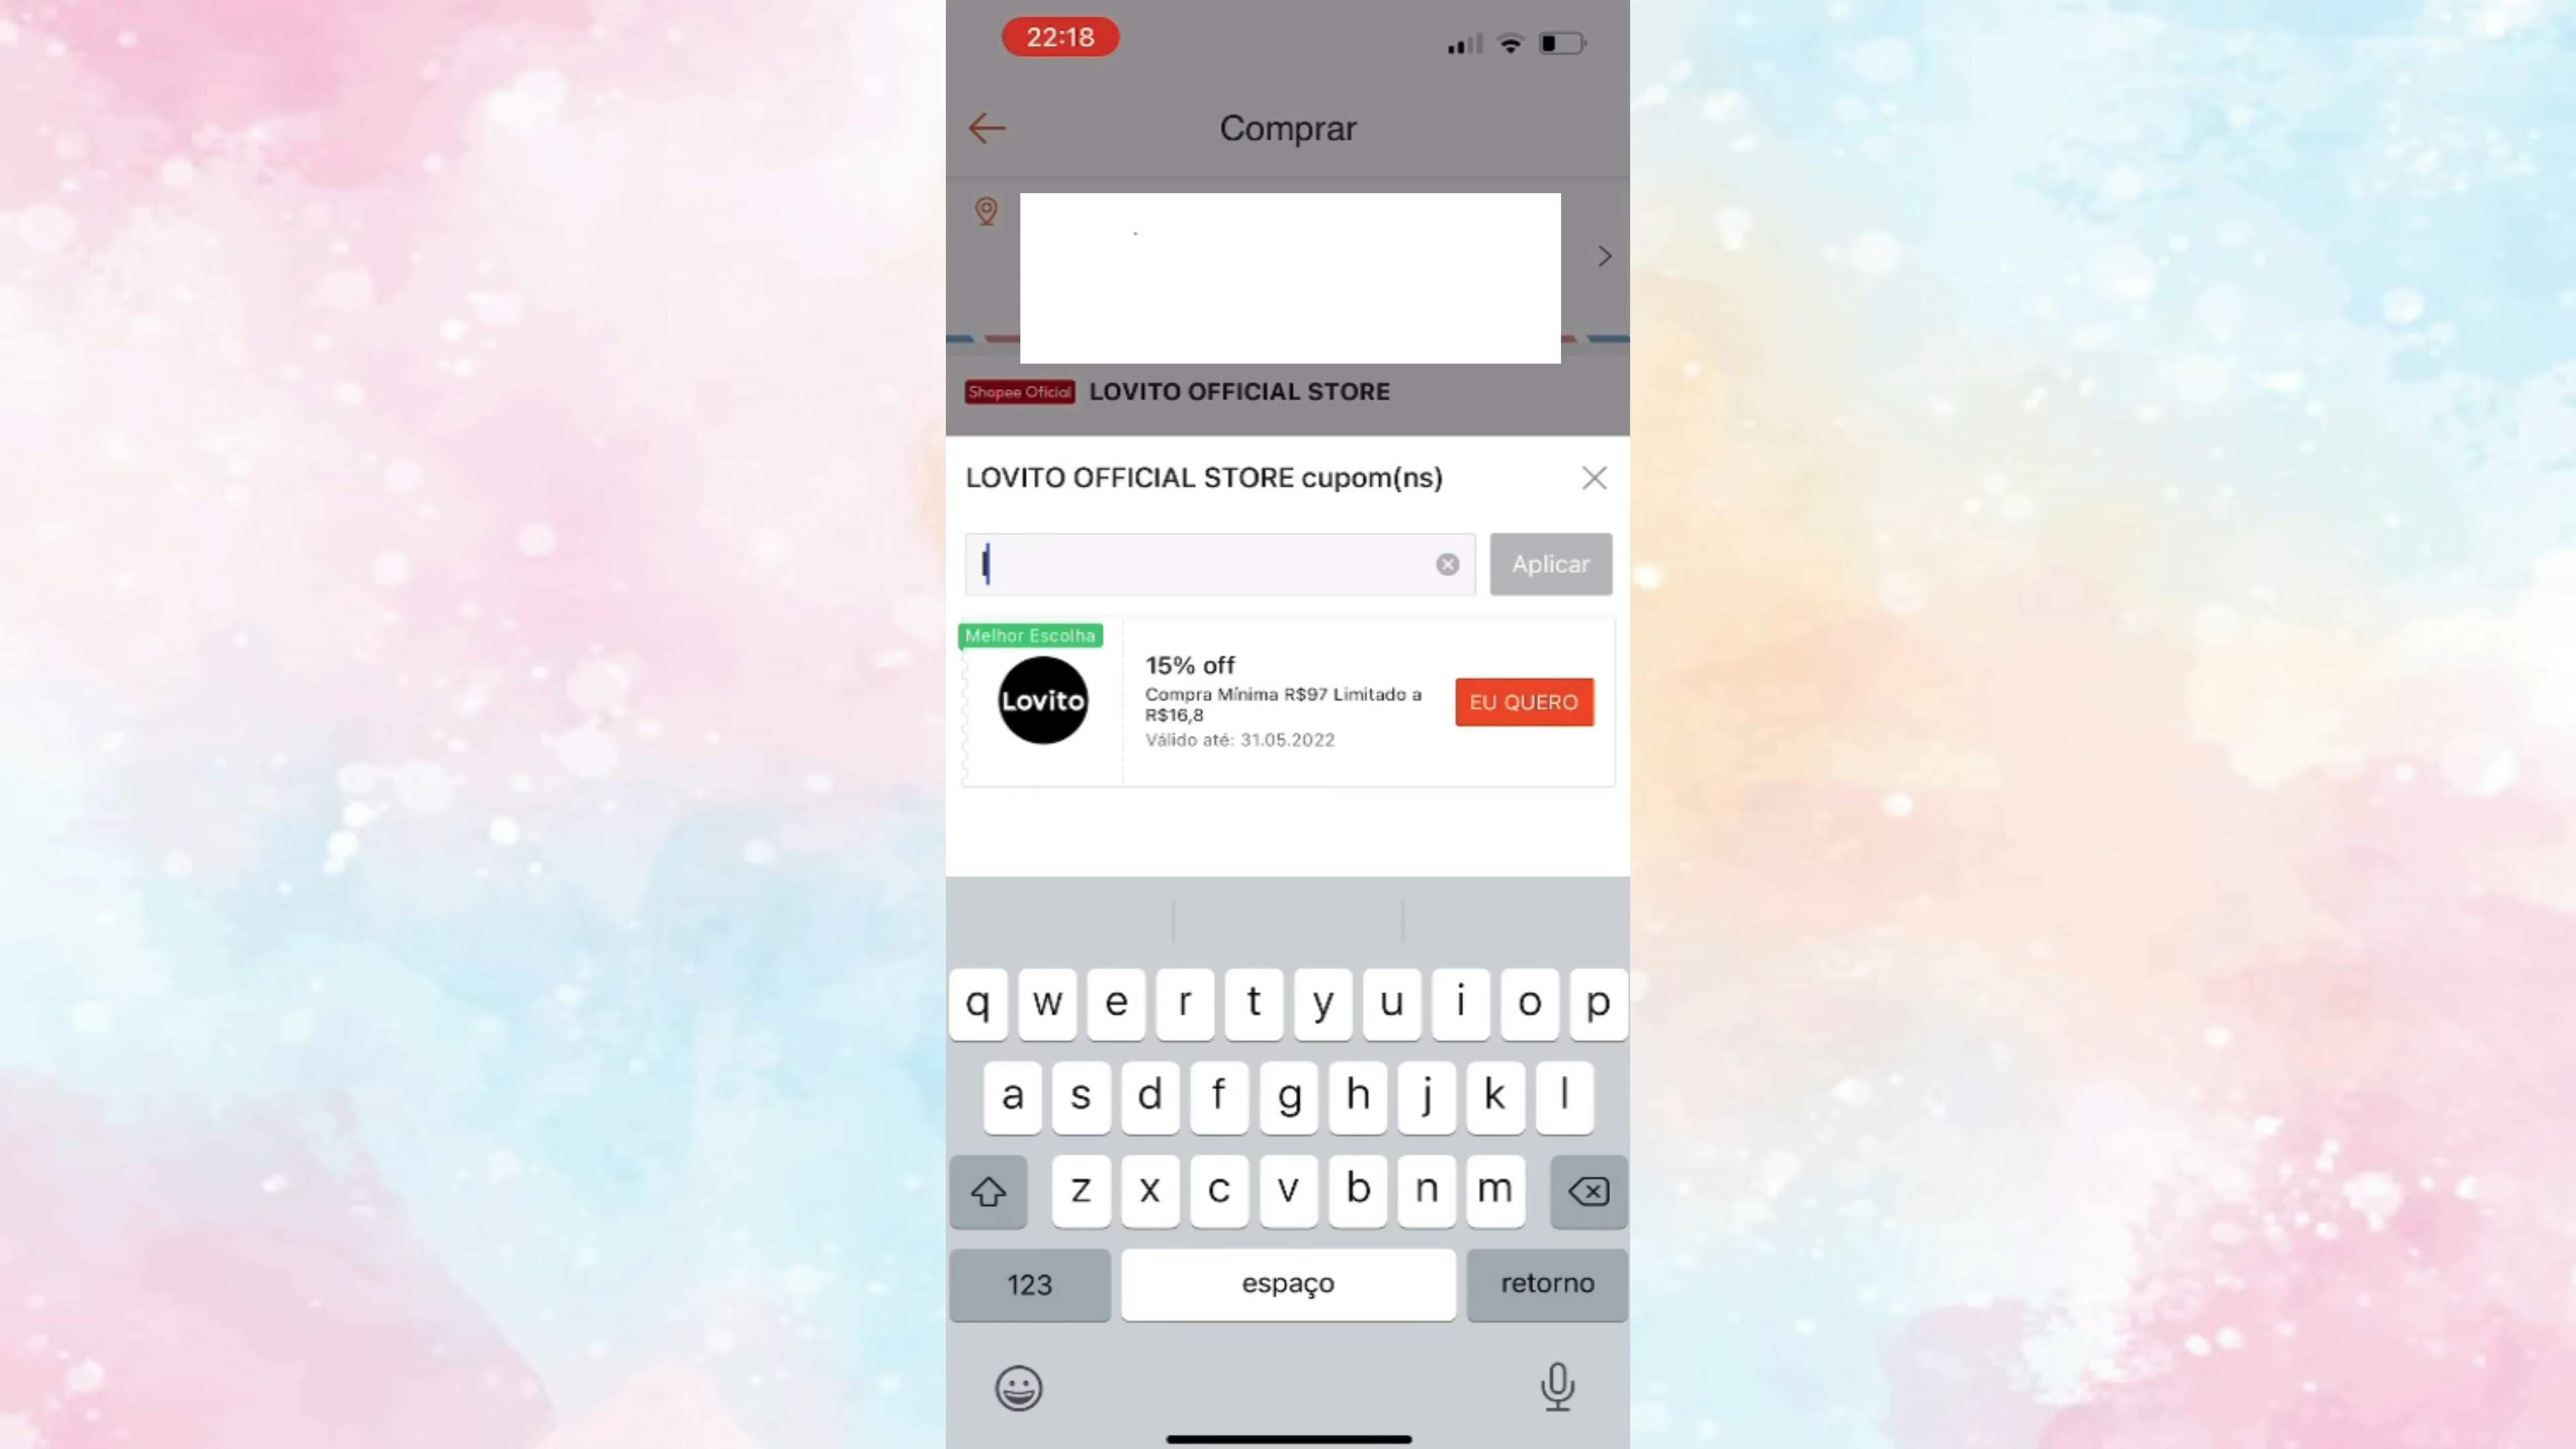 22:18
Comprar
Shopee Oficial LOVITO OFFICIAL STORE
LOVITO OFFICIAL STORE cupom(ns)
l
Aplicar
Melhor Escolha
Lovito
15% off
Compra Mínima R$97 Limitado a
R$16,8
Válido até: 31.05.2022
EU QUERO
q w e r t y u i o p
a s d f g h j k l
z x c v b n m
123 espaço retorno